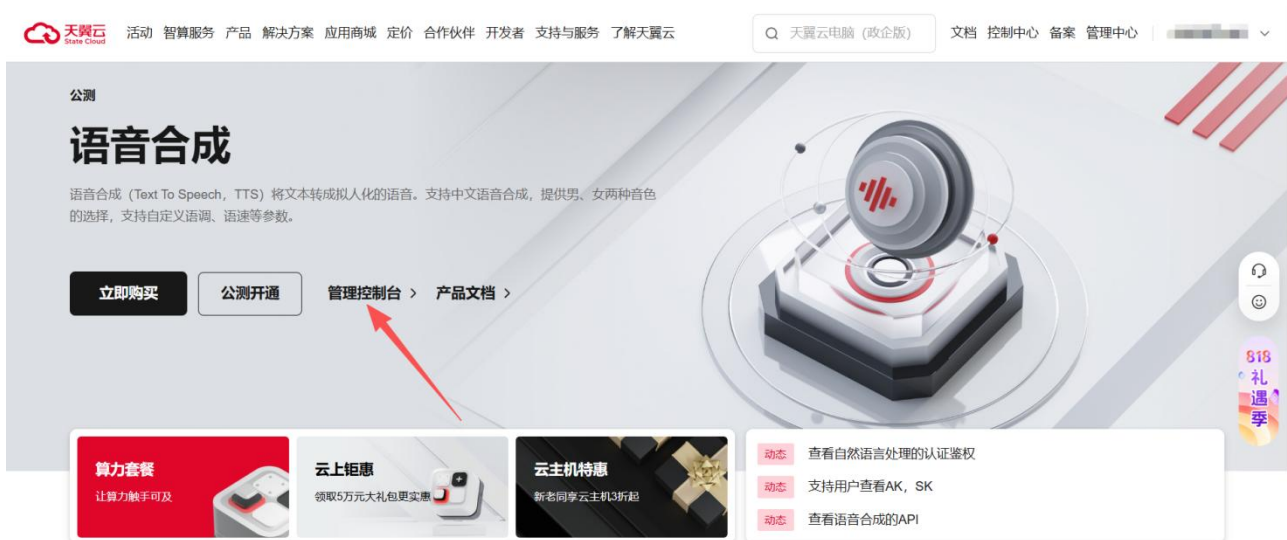 天翼云
State Cloud
活动 智算服务 产品 解决方案 应用商城 定价 合作伙伴 开发者 支持与服务 了解天翼云
天翼云电脑（政企版）
文档 控制中心 备案 管理中心
公测
语音合成
语音合成（Text To Speech，TTS）将文本转成拟人化的语音。支持中文语音合成，提供男、女两种音色
的选择，支持自定义语调、语速等参数。
立即购买 公测开通 管理控制台 › 产品文档 ›
818
礼
遇
季
算力套餐
让算力触手可及
云上钜惠
领取5万元大礼包更实惠
云主机特惠
新老同享云主机3折起
动态 查看自然语言处理的认证鉴权
动态 支持用户查看AK，SK
动态 查看语音合成的API